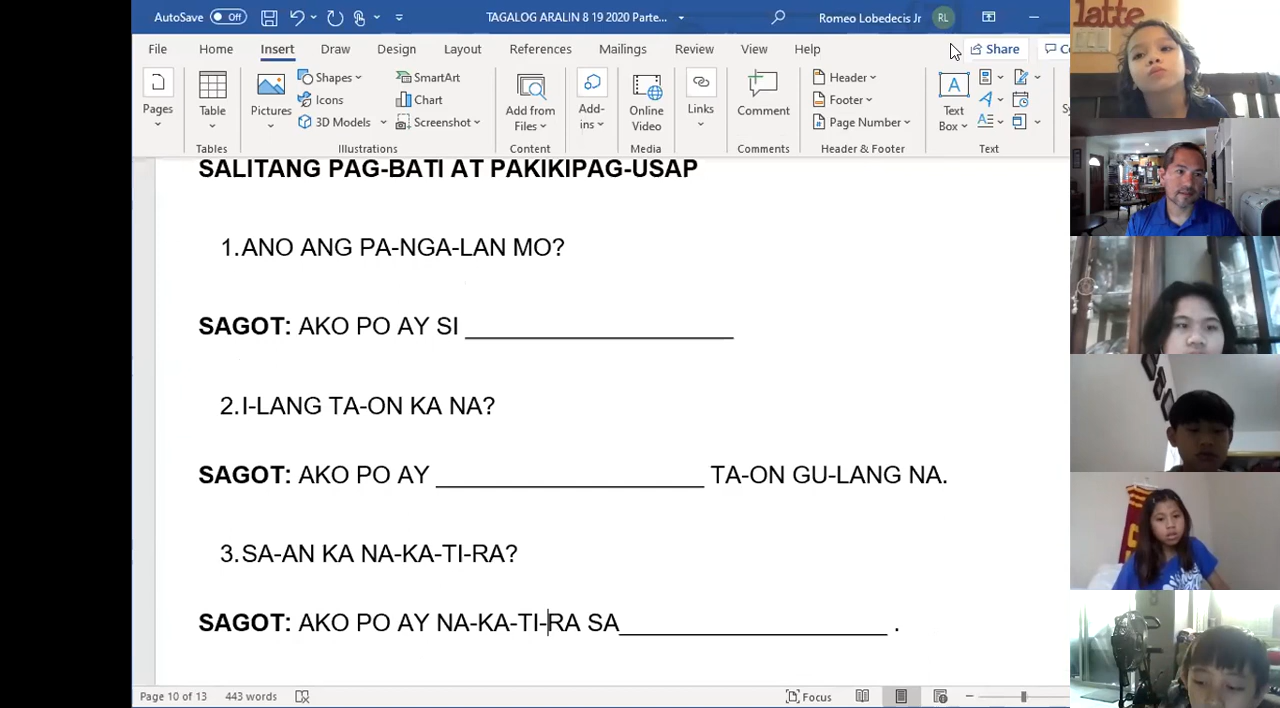 AutoSave Off TAGALOG ARALIN 8 19 2020 Parte... Romeo Lobedecis Jr RL
File Home Insert Draw Design Layout References Mailings Review View Help Share Co
Pages Table Pictures Shapes Icons 3D Models SmartArt Chart Screenshot Add from Files Add-ins Online Video Links Comment Header Footer Page Number Text Box
Tables Illustrations Content Media Comments Header & Footer Text
SALITANG PAG-BATI AT PAKIKIPAG-USAP
1.ANO ANG PA-NGA-LAN MO?
SAGOT: AKO PO AY SI ____________________
2.I-LANG TA-ON KA NA?
SAGOT: AKO PO AY ____________________ TA-ON GU-LANG NA.
3.SA-AN KA NA-KA-TI-RA?
SAGOT: AKO PO AY NA-KA-TI-RA SA____________________ .
Page 10 of 13 443 words Focus
latte